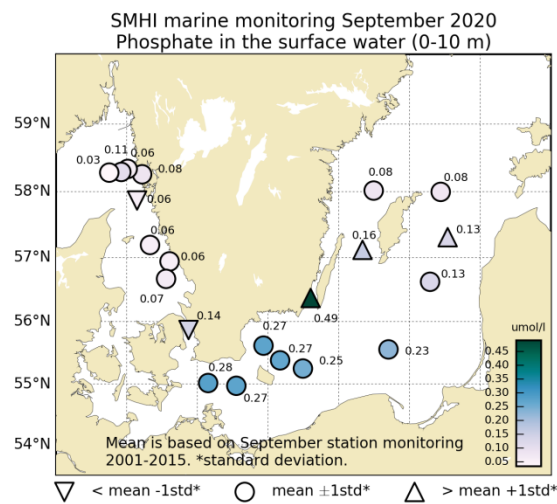 SMHI marine monitoring September 2020
Phosphate in the surface water (0-10 m)
59°N
0.11 0.06
0.03
0.08
58°N
0.06
0.08
0.08
0.06
0.13
0.16
57°N
0.06
0.13
0.07
0.14
0.49
56°N
0.27
0.27
0.25
0.23
0.28
0.27
55°N
54°N
umol/l
0.45
0.40
0.35
0.30
0.25
0.20
0.15
0.10
0.05
Mean is based on September station monitoring
2001-2015. *standard deviation.
< mean -1std* mean ±1std* > mean +1std*